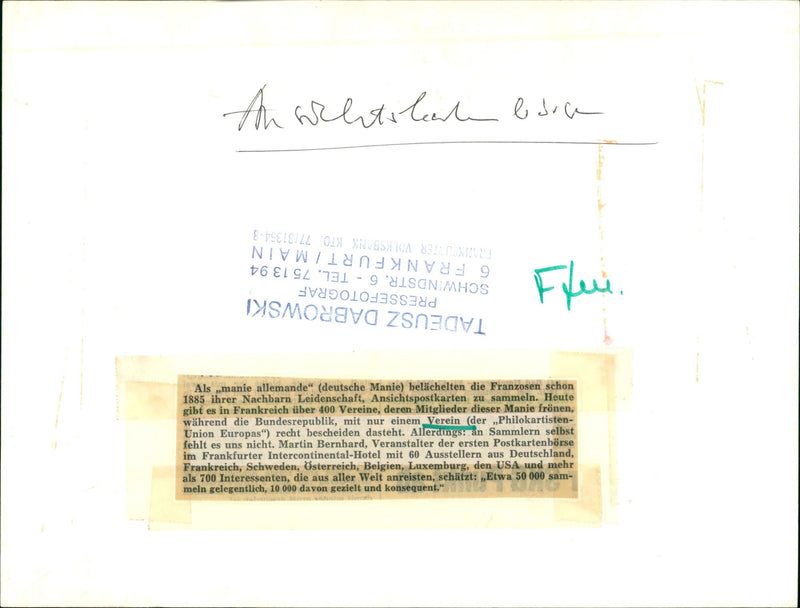 Ansichtskartenbörse
TADEUSZ DABROWSKI
PRESSEFOTOGRAF
SCHWINDSTR. 6 - TEL. 75 13 94
6 FRANKFURT/MAIN
FRANKFURTER VOLKSBANK KTO. 77/31364-8
Als „manie allemande“ (deutsche Manie) belächelten die Franzosen schon
1885 ihrer Nachbarn Leidenschaft, Ansichtspostkarten zu sammeln. Heute
gibt es in Frankreich über 400 Vereine, deren Mitglieder dieser Manie frönen,
während die Bundesrepublik, mit nur einem Verein (der „Philokartisten-
Union Europas“) recht bescheiden dasteht. Allerdings: an Sammlern selbst
fehlt es uns nicht. Martin Bernhard, Veranstalter der ersten Postkartenbörse
im Frankfurter Intercontinental-Hotel mit 60 Ausstellern aus Deutschland,
Frankreich, Schweden, Österreich, Belgien, Luxemburg, den USA und mehr
als 700 Interessenten, die aus aller Welt anreisten, schätzt: „Etwa 50 000 sam-
meln gelegentlich, 10 000 davon gezielt und konsequent.“